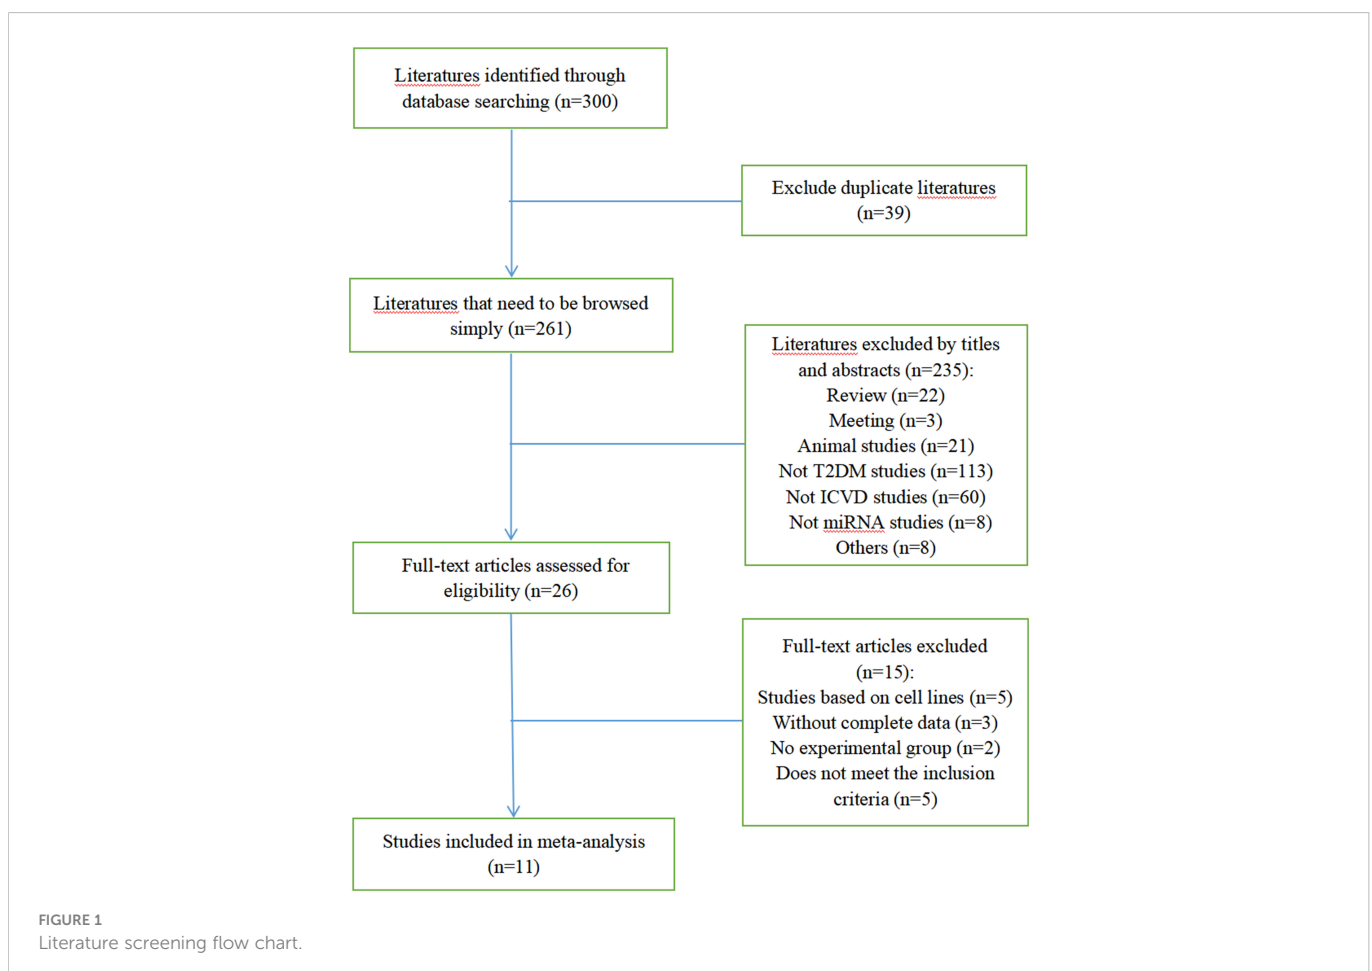 Literatures identified through
database searching (n=300)
Exclude duplicate literatures
(n=39)
Literatures that need to be browsed
simply (n=261)
Literatures excluded by titles
and abstracts (n=235):
Review (n=22)
Meeting (n=3)
Animal studies (n=21)
Not T2DM studies (n=113)
Not ICVD studies (n=60)
Not miRNA studies (n=8)
Others (n=8)
Full-text articles assessed for
eligibility (n=26)
Full-text articles excluded
(n=15):
Studies based on cell lines (n=5)
Without complete data (n=3)
No experimental group (n=2)
Does not meet the inclusion
criteria (n=5)
Studies included in meta-analysis
(n=11)
FIGURE 1
Literature screening flow chart.